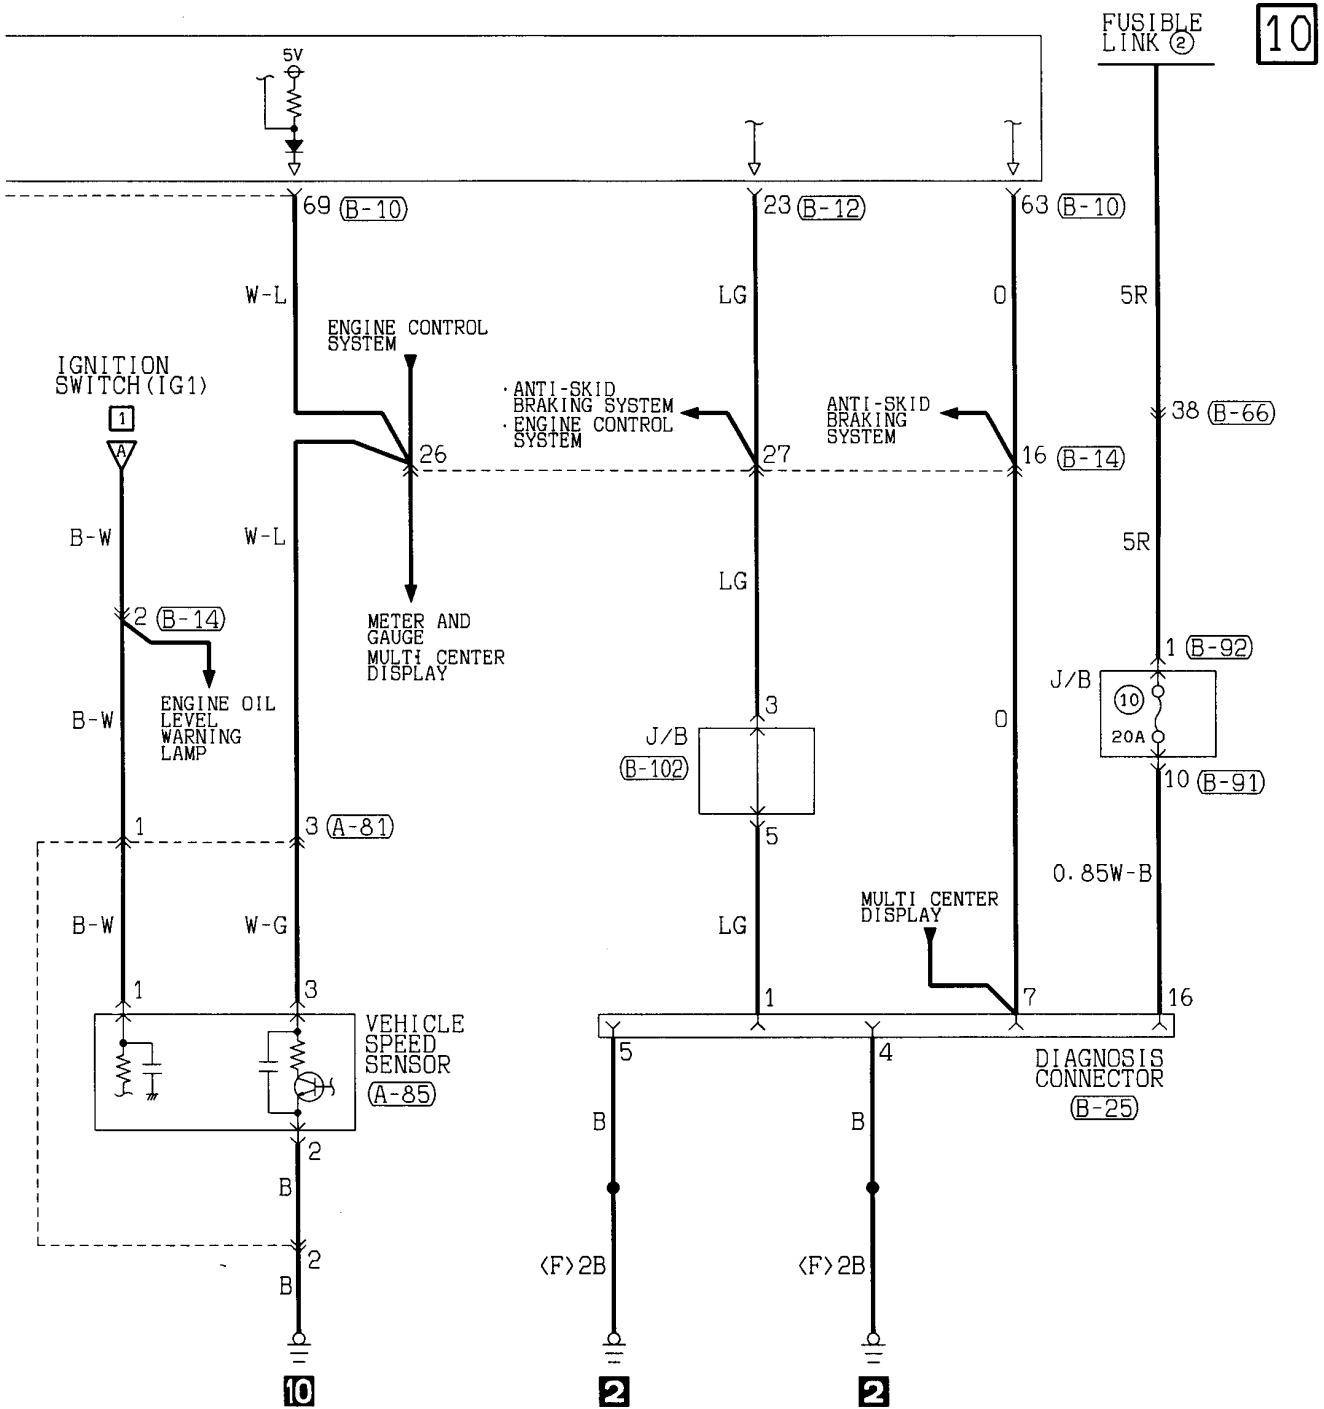 FUSIBLE
LINK ②
10
5V
69 (B-10)
23 (B-12)
63 (B-10)
W-L
LG
O
5R
ENGINE CONTROL
SYSTEM
IGNITION
SWITCH(IG1)
1
A
·ANTI-SKID
BRAKING SYSTEM
·ENGINE CONTROL
SYSTEM
ANTI-SKID
BRAKING
SYSTEM
38 (B-66)
26
27
16 (B-14)
B-W
W-L
LG
5R
2 (B-14)
METER AND
GAUGE
MULTI CENTER
DISPLAY
1 (B-92)
J/B
10
20A
10 (B-91)
ENGINE OIL
LEVEL
WARNING
LAMP
B-W
3
J/B
(B-102)
5
O
1
3 (A-81)
0.85W-B
MULTI CENTER
DISPLAY
B-W
W-G
LG
1
3
1
7
16
VEHICLE
SPEED
SENSOR
(A-85)
5
4
DIAGNOSIS
CONNECTOR
(B-25)
2
B
B
B
2
B
<F>2B
<F>2B
10
2
2